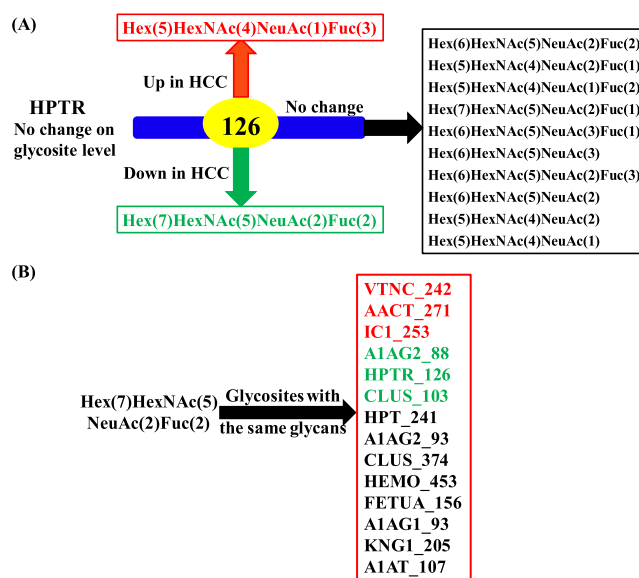 (A)
Hex(5)HexNAc(4)NeuAc(1)Fuc(3)
Up in HCC
HPTR
No change on
glycosite level
126
No change
Down in HCC
Hex(7)HexNAc(5)NeuAc(2)Fuc(2)
Hex(6)HexNAc(5)NeuAc(2)Fuc(2)
Hex(5)HexNAc(4)NeuAc(2)Fuc(1)
Hex(5)HexNAc(4)NeuAc(1)Fuc(2)
Hex(7)HexNAc(5)NeuAc(2)Fuc(1)
Hex(6)HexNAc(5)NeuAc(3)Fuc(1)
Hex(6)HexNAc(5)NeuAc(3)
Hex(6)HexNAc(5)NeuAc(2)Fuc(3)
Hex(6)HexNAc(5)NeuAc(2)
Hex(5)HexNAc(4)NeuAc(2)
Hex(5)HexNAc(4)NeuAc(1)
(B)
Hex(7)HexNAc(5)
NeuAc(2)Fuc(2)
Glycosites with
the same glycans
VTNC_242
AACT_271
IC1_253
A1AG2_88
HPTR_126
CLUS_103
HPT_241
A1AG2_93
CLUS_374
HEMO_453
FETUA_156
A1AG1_93
KNG1_205
A1AT_107